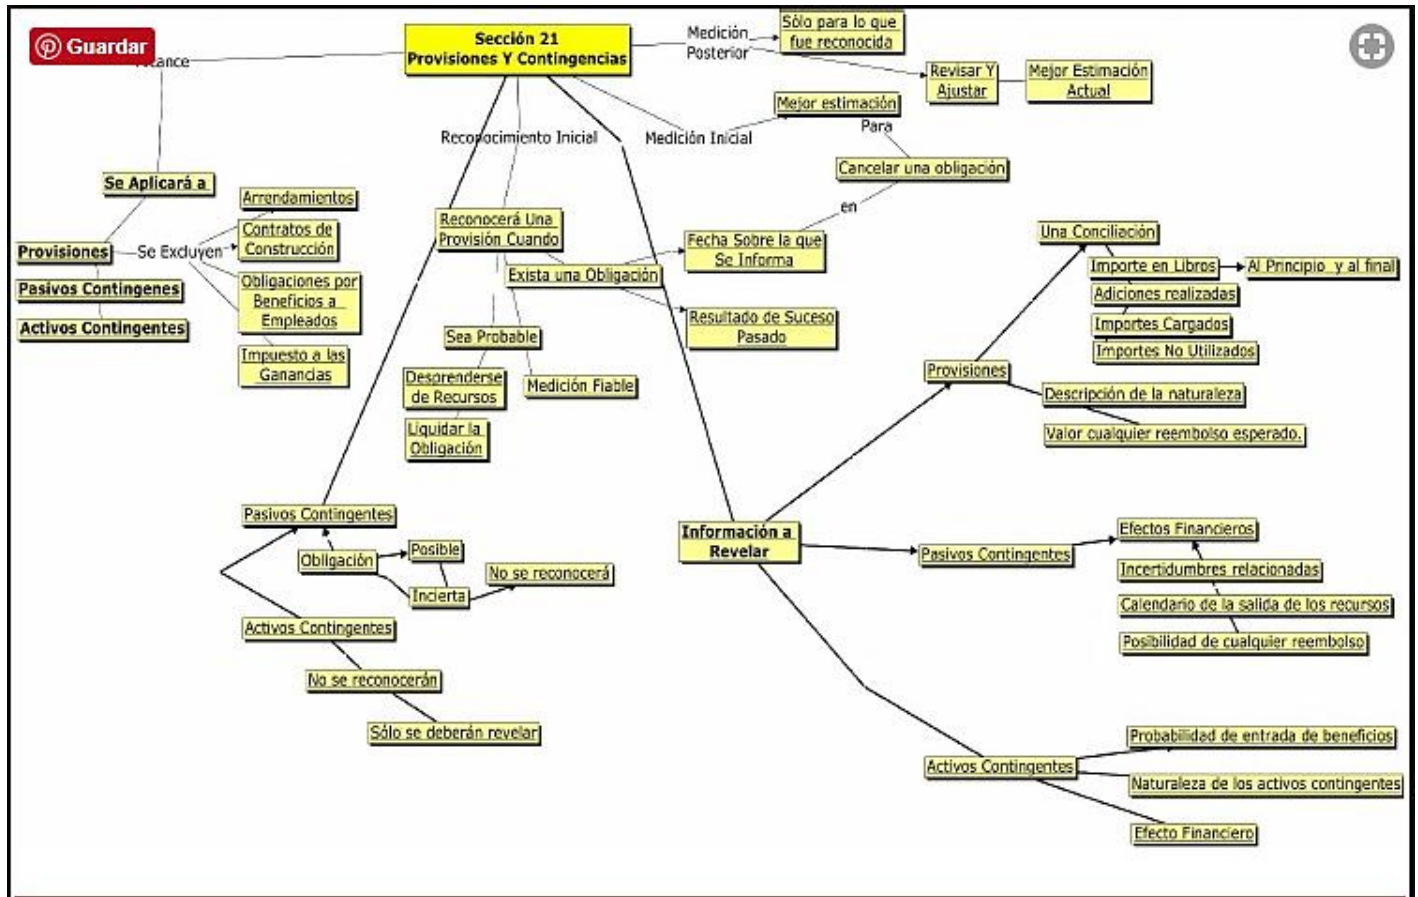 Guardar
Sección 21
Provisiones Y Contingencias
Medición
Posterior
Sólo para lo que
fue reconocida
Revisar Y
Ajustar
Mejor Estimación
Actual
Reconocimiento Inicial
Medición Inicial
Mejor estimación
Para
Cancelar una obligación
en
Se Aplicará a
Provisiones
Pasivos Contingenes
Activos Contingentes
Se Excluyen
Arrendamientos
Contratos de
Construcción
Obligaciones por
Beneficios a
Empleados
Impuesto a las
Ganancias
Reconocerá Una
Provisión Cuando
Exista una Obligación
Fecha Sobre la que
Se Informa
Resultado de Suceso
Pasado
Sea Probable
Desprenderse
de Recursos
Liquidar la
Obligación
Medición Fiable
Pasivos Contingentes
Obligación
Posible
Incierta
No se reconocerá
Activos Contingentes
No se reconocerán
Sólo se deberán revelar
Información a
Revelar
Provisiones
Una Conciliación
Importe en Libros
Al Principio y al final
Adiciones realizadas
Importes Cargados
Importes No Utilizados
Descripción de la naturaleza
Valor cualquier reembolso esperado.
Pasivos Contingentes
Efectos Financieros
Incertidumbres relacionadas
Calendario de la salida de los recursos
Posibilidad de cualquier reembolso
Activos Contingentes
Probabilidad de entrada de beneficios
Naturaleza de los activos contingentes
Efecto Financiero